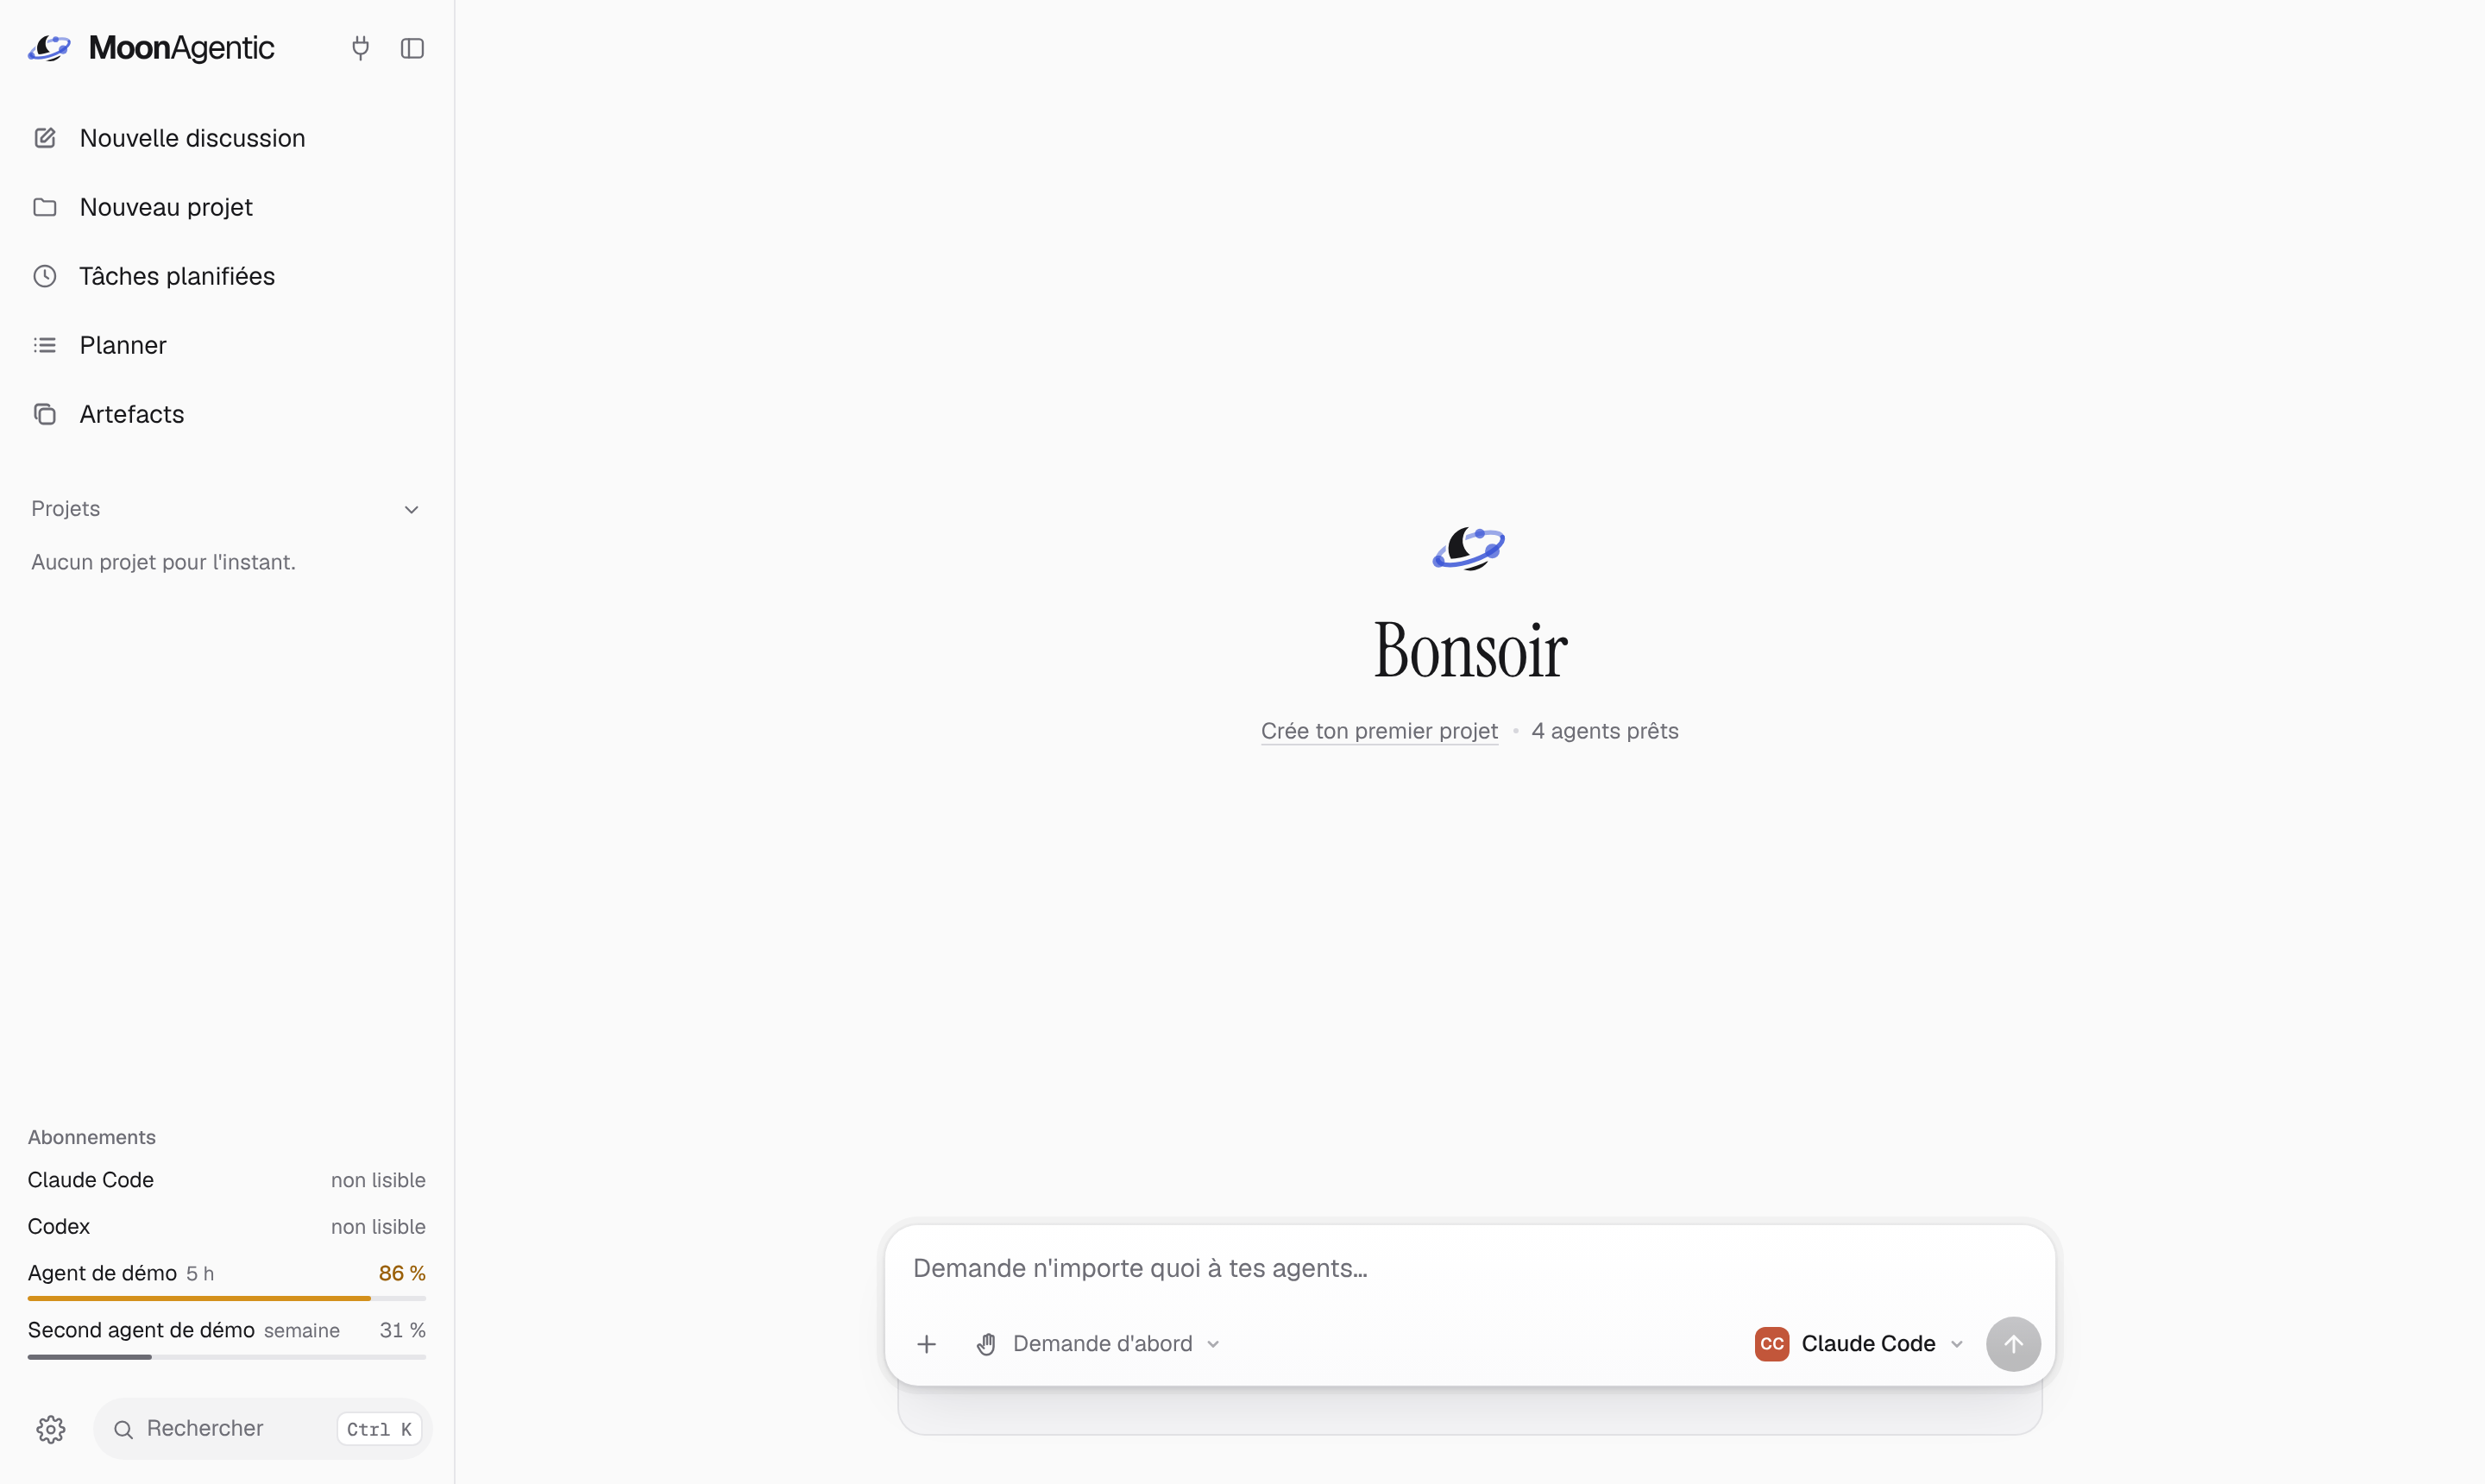 MoonAgentic
Nouvelle discussion
Nouveau projet
Tâches planifiées
Planner
Artefacts
Projets
Aucun projet pour l'instant.
Abonnements
Claude Code non lisible
Codex non lisible
Agent de démo 5 h 86 %
Second agent de démo semaine 31 %
Rechercher Ctrl K
Bonsoir
Crée ton premier projet • 4 agents prêts
Demande n'importe quoi à tes agents…
Demande d'abord
CC Claude Code